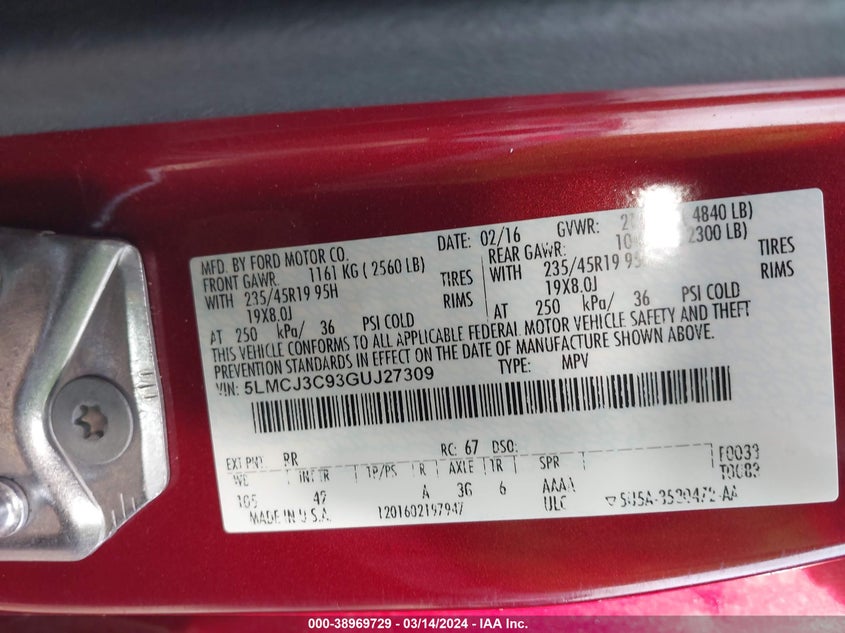 MFD. BY FORD MOTOR CO.
DATE: 02/16 GVWR: 4840 LB)
FRONT GAWR: 1161 KG ( 2560 LB)
REAR GAWR: 2300 LB)
WITH 235/45R19 95H TIRES
WITH 235/45R19 TIRES
19X8.0J RIMS
19X8.0J RIMS
AT 250 kPa/ 36 PSI COLD
AT 250 kPa/ 36 PSI COLD
THIS VEHICLE CONFORMS TO ALL APPLICABLE FEDERAL MOTOR VEHICLE SAFETY AND THEFT
PREVENTION STANDARDS IN EFFECT ON THE DATE OF MANUFACTURE SHOWN ABOVE.
VIN: 5LMCJ3C93GUJ27309 TYPE: MPV
EXT PNT: RR RC: 67 DSO:
WB INT TR TP/PS R AXLE TR SPR
105 A 3G 6 AAAA
MADE IN U.S.A. 1201602197947 ULC
000-38969729 - 03/14/2024 - IAA Inc.